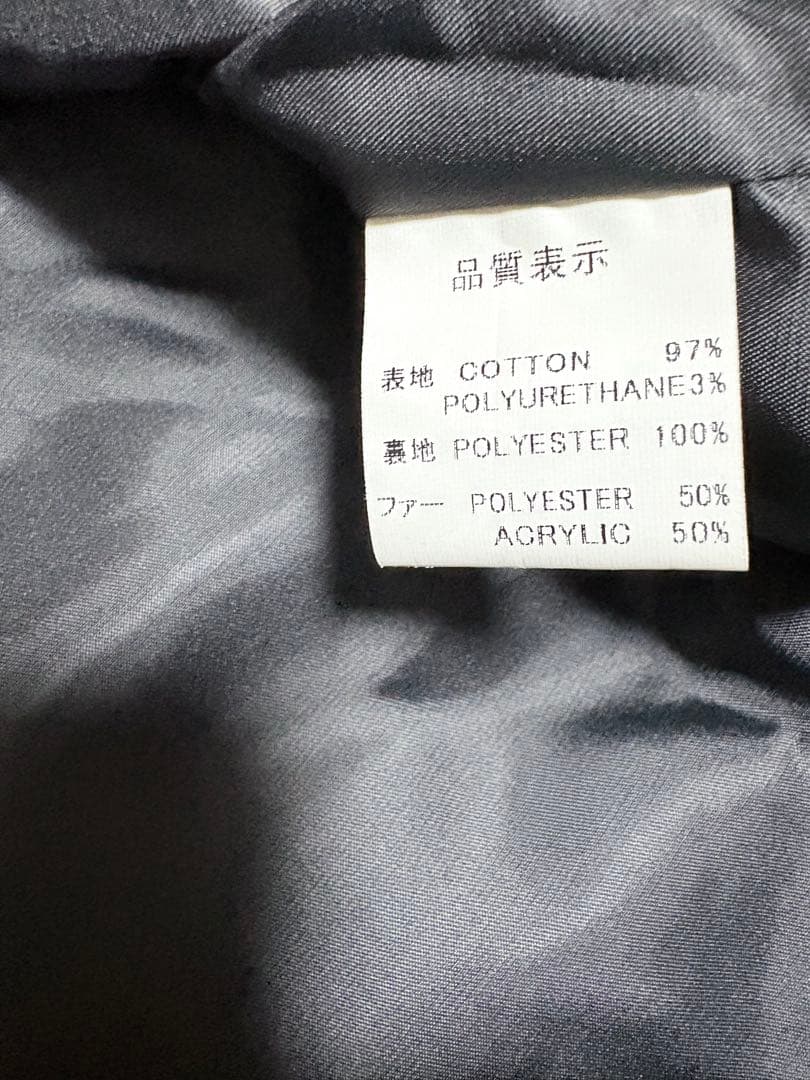 品質表示
表地 COTTON 97%
POLYURETHANE3%
裏地 POLYESTER 100%
ファー POLYESTER 50%
ACRYLIC 50%